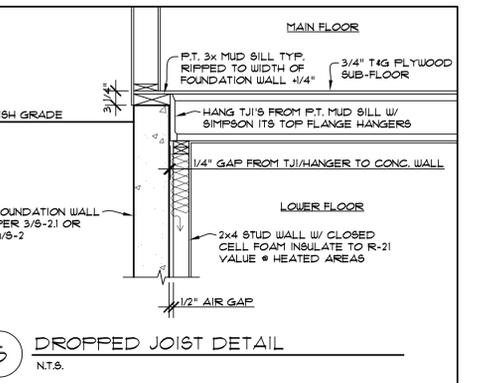 MAIN FLOOR
P.T. 3x MUD SILL TYP.
RIPPED TO WIDTH OF
FOUNDATION WALL +1/4"
3/4" T&G PLYWOOD
SUB-FLOOR
3 1/4"
ISH GRADE
HANG TJI'S FROM P.T. MUD SILL W/
SIMPSON ITS TOP FLANGE HANGERS
1/4" GAP FROM TJI/HANGER TO CONC. WALL
LOWER FLOOR
OUNDATION WALL
PER 3/S-2.1 OR
/S-2
2x4 STUD WALL W/ CLOSED
CELL FOAM INSULATE TO R-21
VALUE @ HEATED AREAS
1/2" AIR GAP
DROPPED JOIST DETAIL
N.T.S.